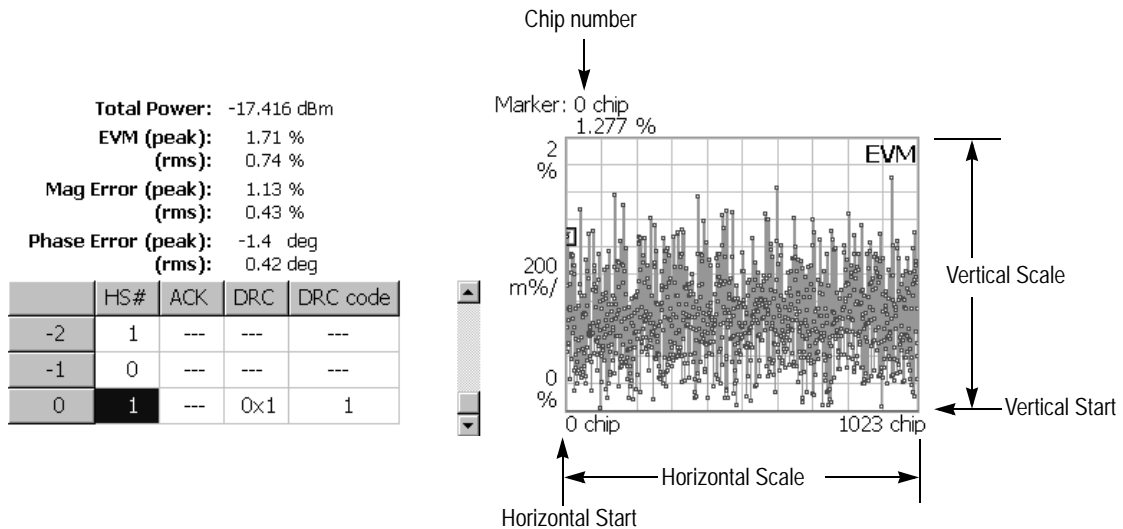 Chip number
Total Power: -17.416 dBm
EVM (peak): 1.71 %
(rms): 0.74 %
Mag Error (peak): 1.13 %
(rms): 0.43 %
Phase Error (peak): -1.4 deg
(rms): 0.42 deg
HS# ACK DRC DRC code
-2 1 --- --- ---
-1 0 --- --- ---
0 1 --- 0x1 1
Marker: 0 chip
1.277 %
2
%
EVM
200
m%/
0
%
0 chip 1023 chip
Vertical Scale
Vertical Start
Horizontal Scale
Horizontal Start